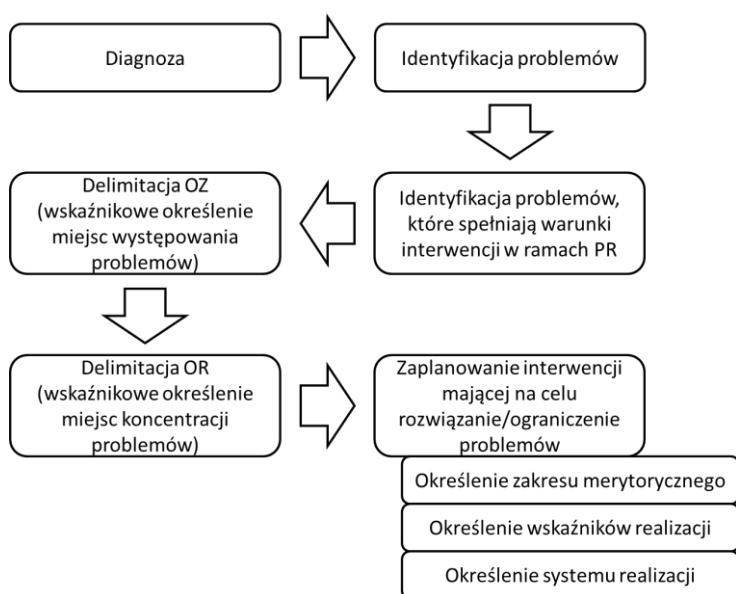 Diagnoza
Identyfikacja problemów
Identyfikacja problemów,
które spełniają warunki
interwencji w ramach PR
Delimitacja OZ
(wskaźnikowe określenie
miejsc występowania
problemów)
Delimitacja OR
(wskaźnikowe określenie
miejsc koncentracji
problemów)
Zaplanowanie interwencji
mającej na celu
rozwiązanie/ograniczenie
problemów
Określenie zakresu merytorycznego
Określenie wskaźników realizacji
Określenie systemu realizacji